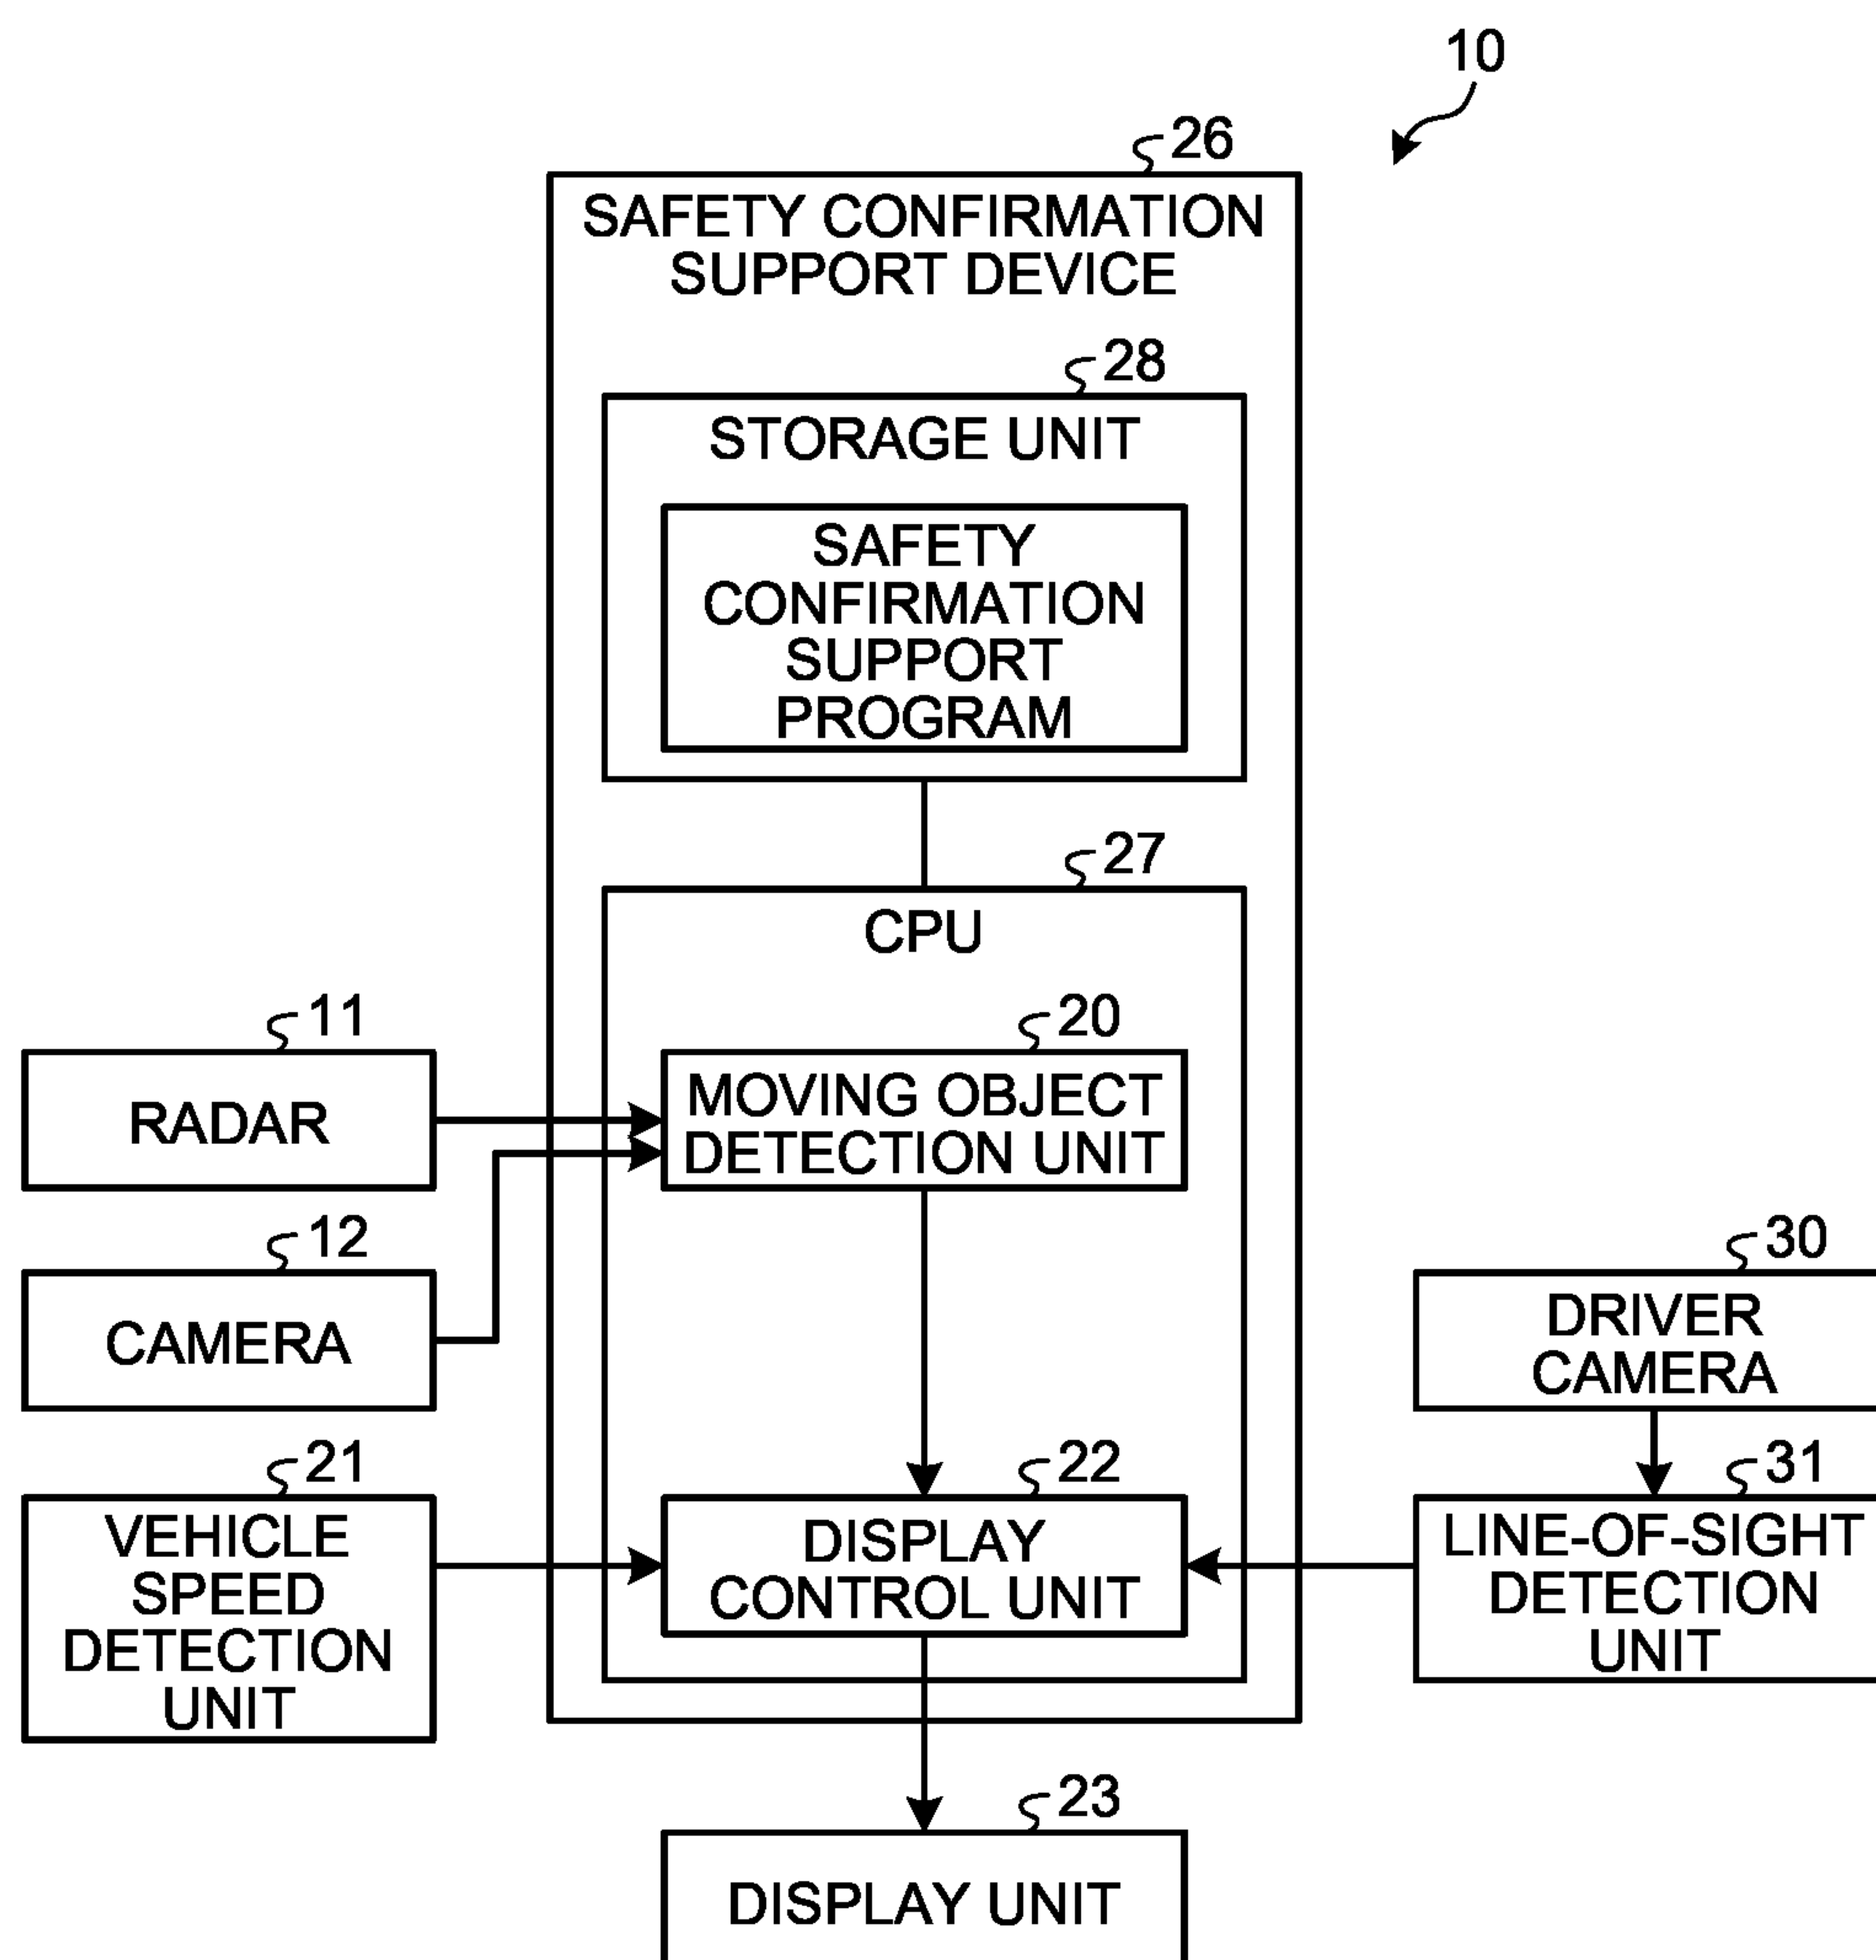 10
26
SAFETY CONFIRMATION
SUPPORT DEVICE
28
STORAGE UNIT
SAFETY
CONFIRMATION
SUPPORT
PROGRAM
27
CPU
11
RADAR
20
MOVING OBJECT
DETECTION UNIT
12
CAMERA
30
DRIVER
CAMERA
21
VEHICLE
SPEED
DETECTION
UNIT
22
DISPLAY
CONTROL UNIT
31
LINE-OF-SIGHT
DETECTION
UNIT
23
DISPLAY UNIT